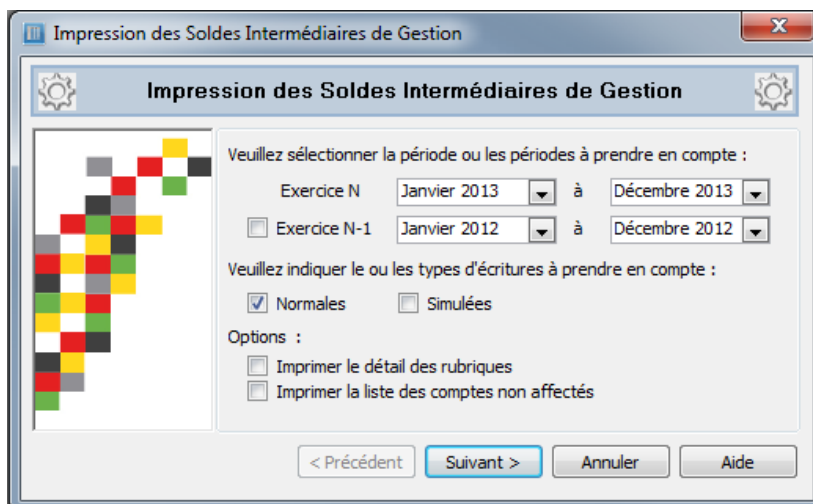 Impression des Soldes Intermédiaires de Gestion
Impression des Soldes Intermédiaires de Gestion
Veuillez sélectionner la période ou les périodes à prendre en compte :
Exercice N Janvier 2013 à Décembre 2013
Exercice N-1 Janvier 2012 à Décembre 2012
Veuillez indiquer le ou les types d'écritures à prendre en compte :
Normales Simulées
Options :
Imprimer le détail des rubriques
Imprimer la liste des comptes non affectés
< Précédent Suivant > Annuler Aide